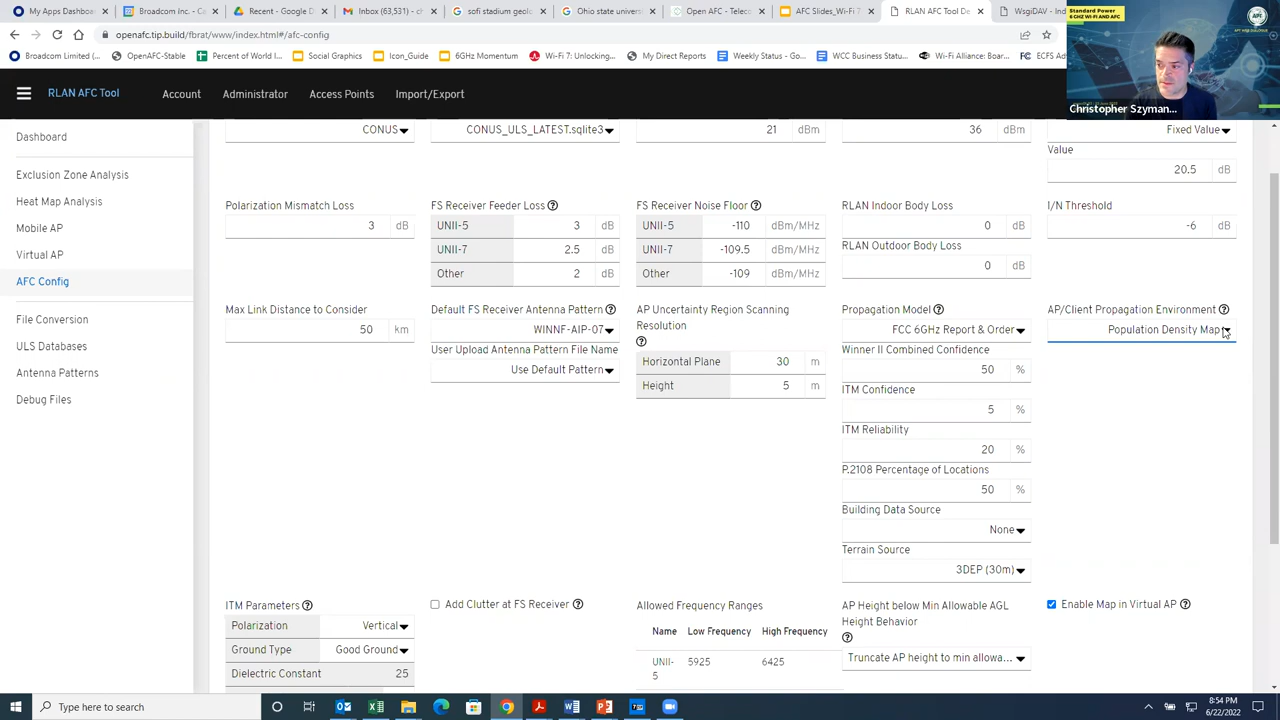 Broadcom Inc. - C
Recent - Google D
Inbox (63,531) - ch
stadium geolo
Ohio state univer
Open AFC - Teleco
AFC Slides_Wi-Fi 7
RLAN AFC Tool De
WsgiDAV - Ind
openafc.tip.build/fbrat/www/index.html#afc-config
Broadcom Limited (...
OpenAFC-Stable
Percent of World I...
Socioeconomic Po...
Icon_Guide
6GHz Momentum
Wi-Fi 7: Unlocking...
My Direct Reports
Weekly Status - Go...
WCC Business Statu...
Wi-Fi Alliance: Boar...
ECFS Ad
Standard Power
6 GHZ WI-FI AND AFC
AFC
APT WEB DIALOGUE
Christopher Szyman...
RLAN AFC Tool
Account
Administrator
Access Points
Import/Export
Dashboard
Exclusion Zone Analysis
Heat Map Analysis
Mobile AP
Virtual AP
AFC Config
File Conversion
ULS Databases
Antenna Patterns
Debug Files
CONUS
CONUS_ULS_LATEST.sqlite3
21 dBm
36 dBm
Fixed Value
Value
20.5 dB
Polarization Mismatch Loss
3 dB
FS Receiver Feeder Loss
UNII-5 3 dB
UNII-7 2.5 dB
Other 2 dB
FS Receiver Noise Floor
UNII-5 -110 dBm/MHz
UNII-7 -109.5 dBm/MHz
Other -109 dBm/MHz
RLAN Indoor Body Loss
0 dB
RLAN Outdoor Body Loss
0 dB
I/N Threshold
-6 dB
Max Link Distance to Consider
50 km
Default FS Receiver Antenna Pattern
WINNF-AIP-07
User Upload Antenna Pattern File Name
Use Default Pattern
AP Uncertainty Region Scanning
Resolution
Horizontal Plane 30 m
Height 5 m
Propagation Model
FCC 6GHz Report & Order
Winner II Combined Confidence
50 %
ITM Confidence
5 %
ITM Reliability
20 %
P.2108 Percentage of Locations
50 %
Building Data Source
None
Terrain Source
3DEP (30m)
AP/Client Propagation Environment
Population Density Map
ITM Parameters
Polarization Vertical
Ground Type Good Ground
Dielectric Constant 25
Add Clutter at FS Receiver
Allowed Frequency Ranges
Name Low Frequency High Frequency
UNII-
5
5925 6425
AP Height below Min Allowable AGL
Height Behavior
Truncate AP height to min allowa...
Enable Map in Virtual AP
Type here to search
8:54 PM
6/22/2022